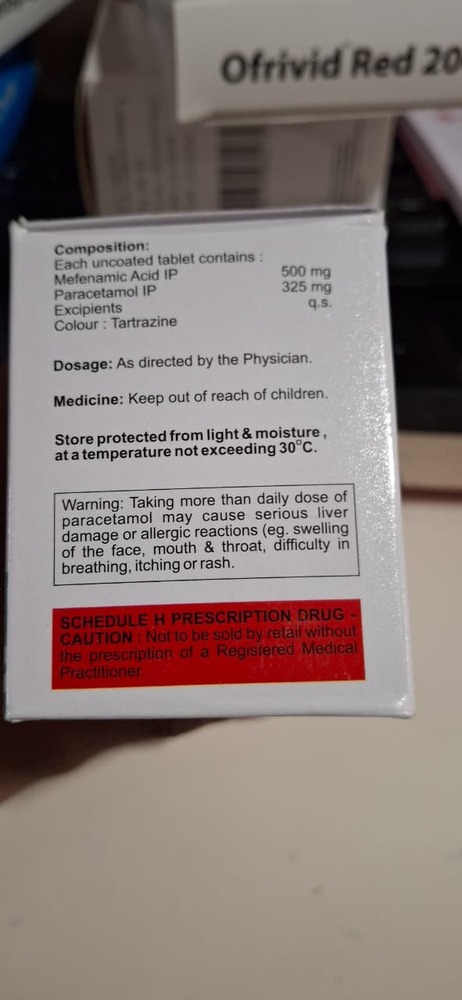 Ofrivid Red 20
Composition:
Each uncoated tablet contains :
Mefenamic Acid IP 500 mg
Paracetamol IP 325 mg
Excipients q.s.
Colour : Tartrazine
Dosage: As directed by the Physician.
Medicine: Keep out of reach of children.
Store protected from light & moisture,
at a temperature not exceeding 30°C.
Warning: Taking more than daily dose of
paracetamol may cause serious liver
damage or allergic reactions (eg. swelling
of the face, mouth & throat, difficulty in
breathing, itching or rash.
SCHEDULE H PRESCRIPTION DRUG -
CAUTION : Not to be sold by retail without
the prescription of a Registered Medical
Practitioner.